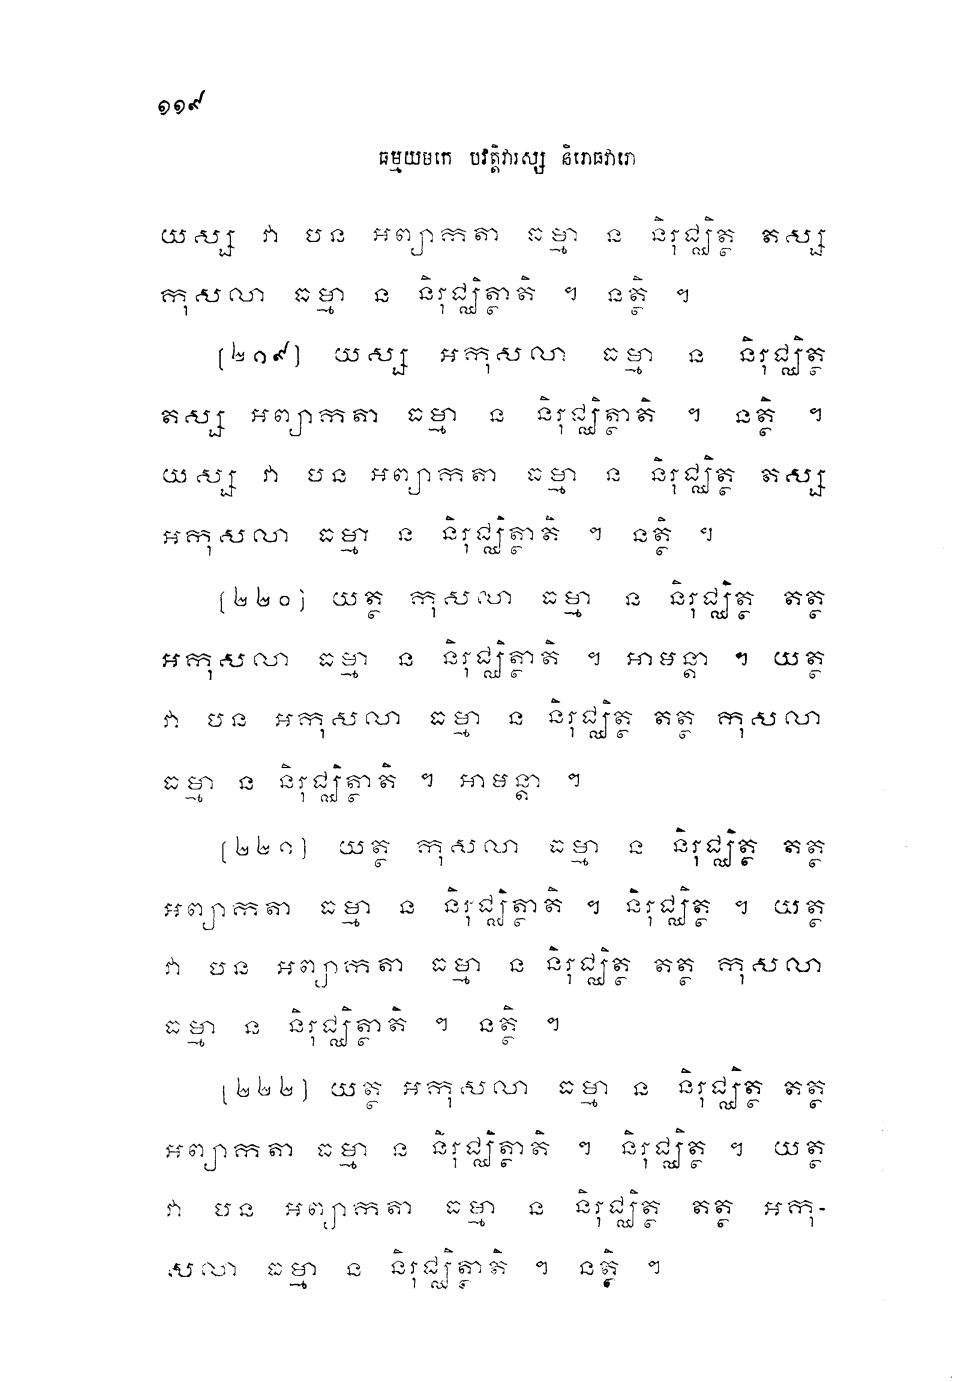 ១១៩
ធម្មយមកេ បវត្តិវារស្ស និរោធវារោ
យស្ស វា បន អព្យាកតា ធម្មា ន និរុជ្ឈិត្ថ តស្ស
កុសលា ធម្មា ន និរុជ្ឈិត្ថាតិ ។ នត្ថិ ។
[២១៩] យស្ស អកុសលា ធម្មា ន និរុជ្ឈិត្ថ
តស្ស អព្យាកតា ធម្មា ន និរុជ្ឈិត្ថាតិ ។ នត្ថិ ។
យស្ស វា បន អព្យាកតា ធម្មា ន និរុជ្ឈិត្ថ តស្ស
អកុសលា ធម្មា ន និរុជ្ឈិត្ថាតិ ។ នត្ថិ ។
[២២០] យត្ថ កុសលា ធម្មា ន និរុជ្ឈិត្ថ តត្ថ
អកុសលា ធម្មា ន និរុជ្ឈិត្ថាតិ ។ អាមន្តា ។ យត្ថ
វា បន អកុសលា ធម្មា ន និរុជ្ឈិត្ថ តត្ថ កុសលា
ធម្មា ន និរុជ្ឈិត្ថាតិ ។ អាមន្តា ។
[២២១] យត្ថ កុសលា ធម្មា ន និរុជ្ឈិត្ថ តត្ថ
អព្យាកតា ធម្មា ន និរុជ្ឈិត្ថាតិ ។ និរុជ្ឈិត្ថ ។ យត្ថ
វា បន អព្យាកតា ធម្មា ន និរុជ្ឈិត្ថ តត្ថ កុសលា
ធម្មា ន និរុជ្ឈិត្ថាតិ ។ នត្ថិ ។
[២២២] យត្ថ អកុសលា ធម្មា ន និរុជ្ឈិត្ថ តត្ថ
អព្យាកតា ធម្មា ន និរុជ្ឈិត្ថាតិ ។ និរុជ្ឈិត្ថ ។ យត្ថ
វា បន អព្យាកតា ធម្មា ន និរុជ្ឈិត្ថ តត្ថ អកុ-
សលា ធម្មា ន និរុជ្ឈិត្ថាតិ ។ នត្ថិ ។